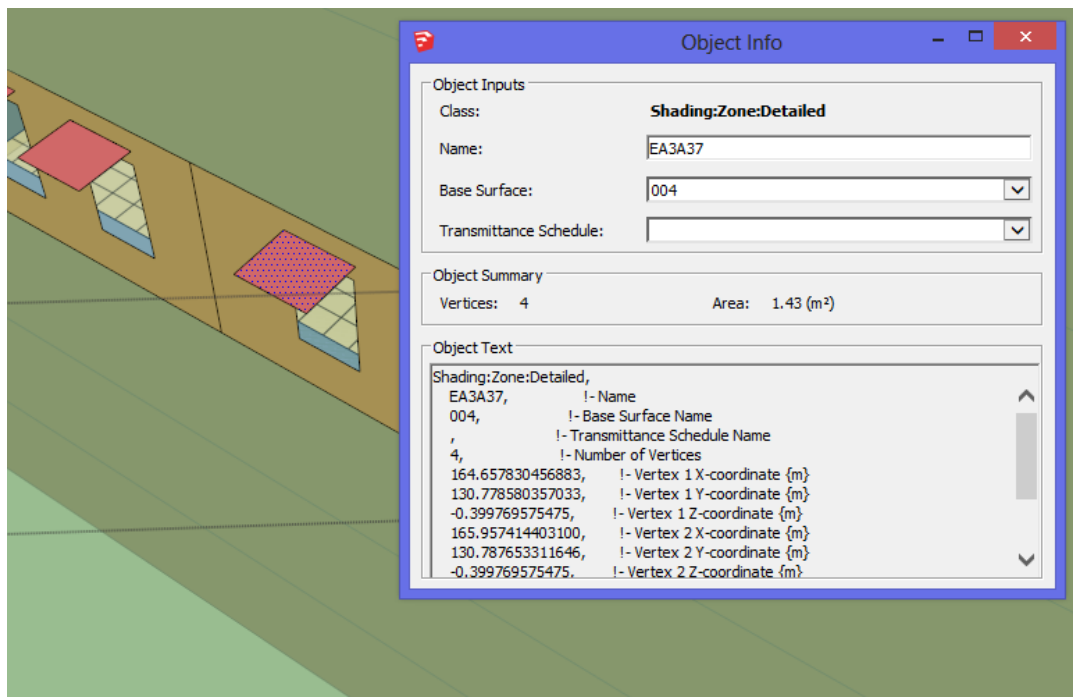 Object Info
Object Inputs
Class: Shading:Zone:Detailed
Name: EA3A37
Base Surface: 004
Transmittance Schedule:
Object Summary
Vertices: 4 Area: 1.43 (m²)
Object Text
Shading:Zone:Detailed,
EA3A37, !- Name
004, !- Base Surface Name
, !- Transmittance Schedule Name
4, !- Number of Vertices
164.657830456883, !- Vertex 1 X-coordinate {m}
130.778580357033, !- Vertex 1 Y-coordinate {m}
-0.399769575475, !- Vertex 1 Z-coordinate {m}
165.957414403100, !- Vertex 2 X-coordinate {m}
130.787653311646, !- Vertex 2 Y-coordinate {m}
-0.399769575475, !- Vertex 2 Z-coordinate {m}